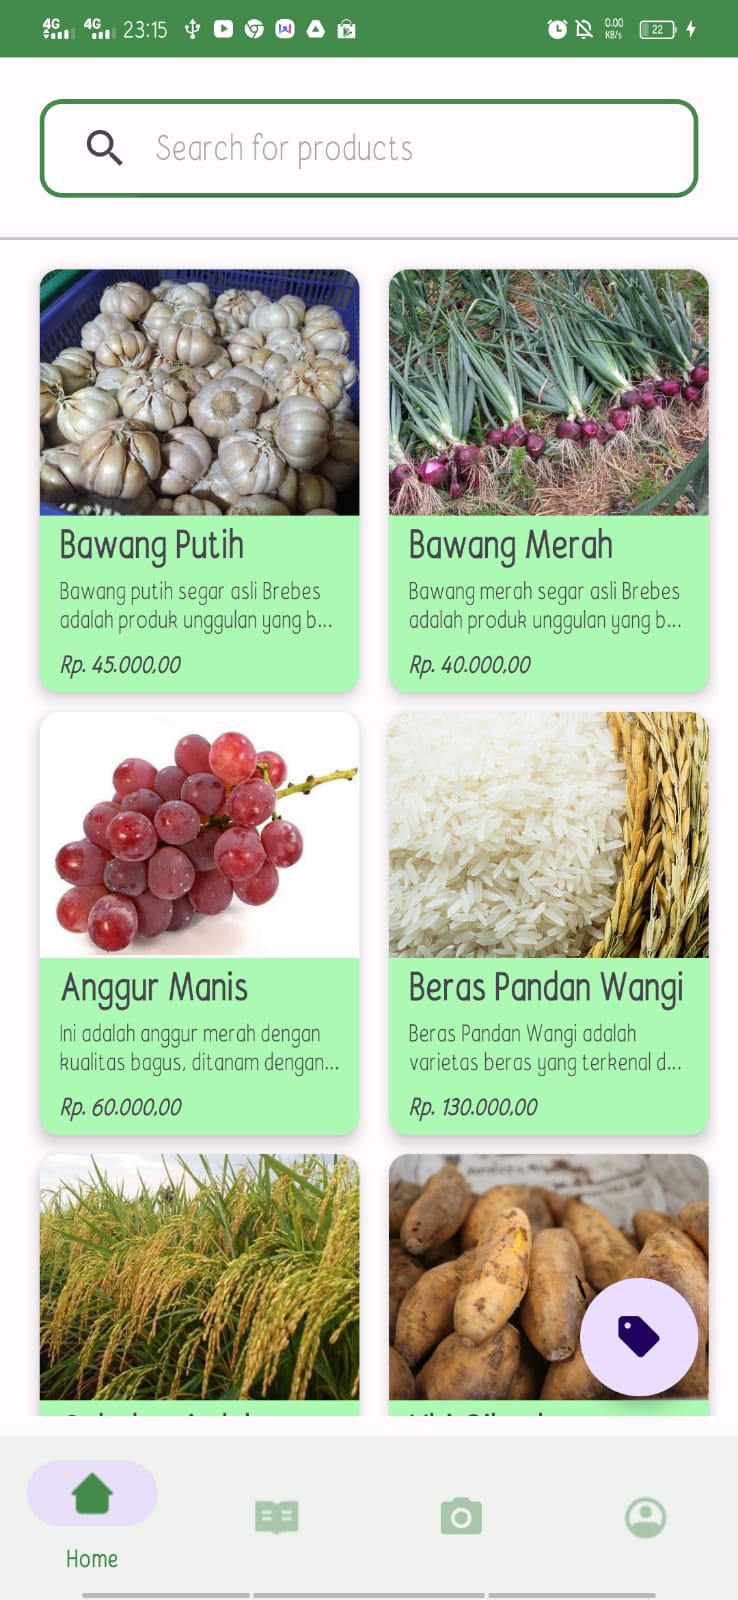 4G 4G 23:15 0.00 KB/s 22
Search for products
Bawang Putih
Bawang putih segar asli Brebes
adalah produk unggulan yang b...
Rp. 45.000,00
Bawang Merah
Bawang merah segar asli Brebes
adalah produk unggulan yang b...
Rp. 40.000,00
Anggur Manis
Ini adalah anggur merah dengan
kualitas bagus, ditanam dengan...
Rp. 60.000,00
Beras Pandan Wangi
Beras Pandan Wangi adalah
varietas beras yang terkenal d...
Rp. 130.000,00
Home